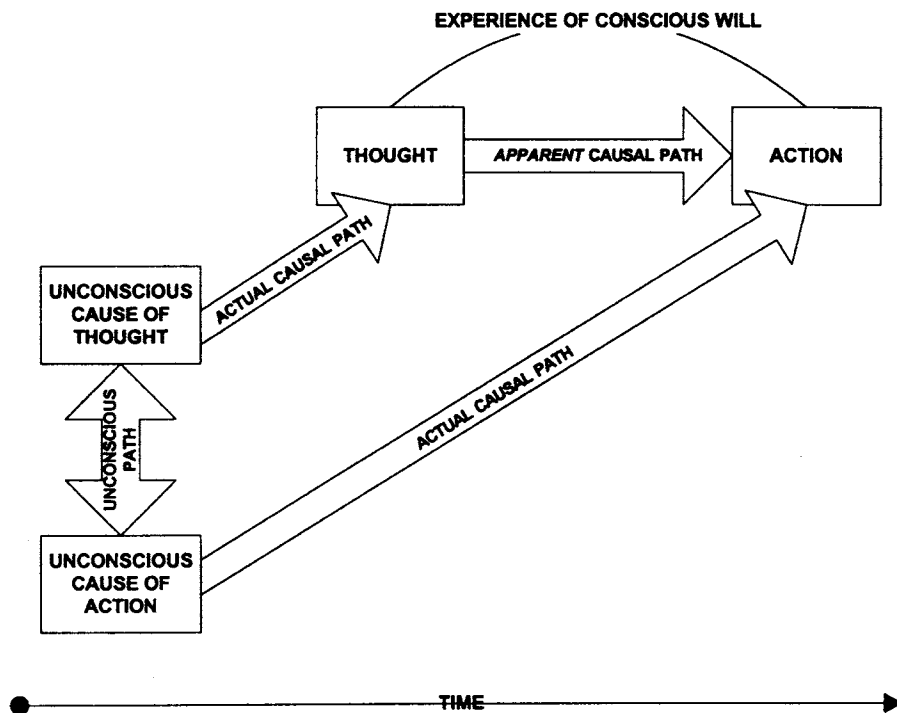 EXPERIENCE OF CONSCIOUS WILL
THOUGHT
APPARENT CAUSAL PATH
ACTION
ACTUAL CAUSAL PATH
UNCONSCIOUS
CAUSE OF
THOUGHT
UNCONSCIOUS
PATH
ACTUAL CAUSAL PATH
UNCONSCIOUS
CAUSE OF
ACTION
TIME